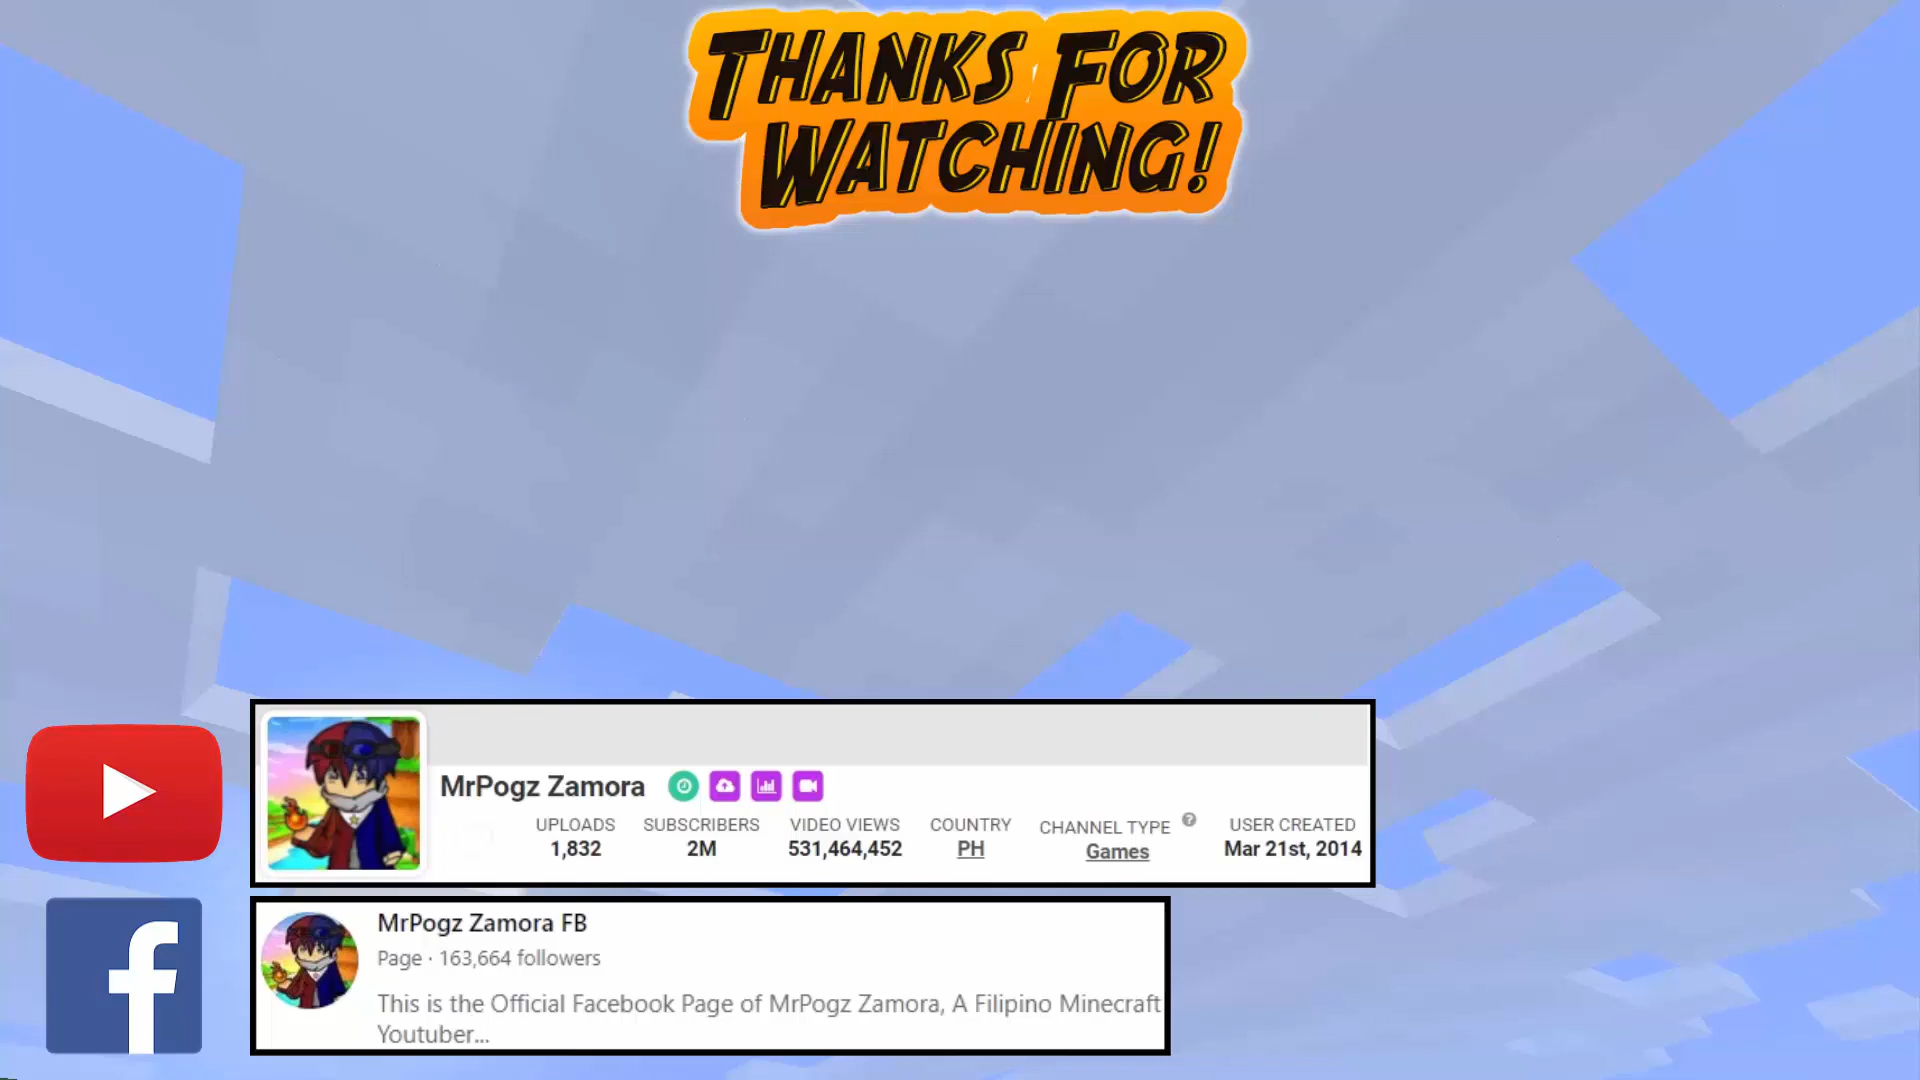 THANKS FOR
WATCHING!
MrPogz Zamora
UPLOADS SUBSCRIBERS VIDEO VIEWS COUNTRY CHANNEL TYPE ? USER CREATED
1,832 2M 531,464,452 PH Games Mar 21st, 2014
MrPogz Zamora FB
Page · 163,664 followers
This is the Official Facebook Page of MrPogz Zamora, A Filipino Minecraft
Youtuber...